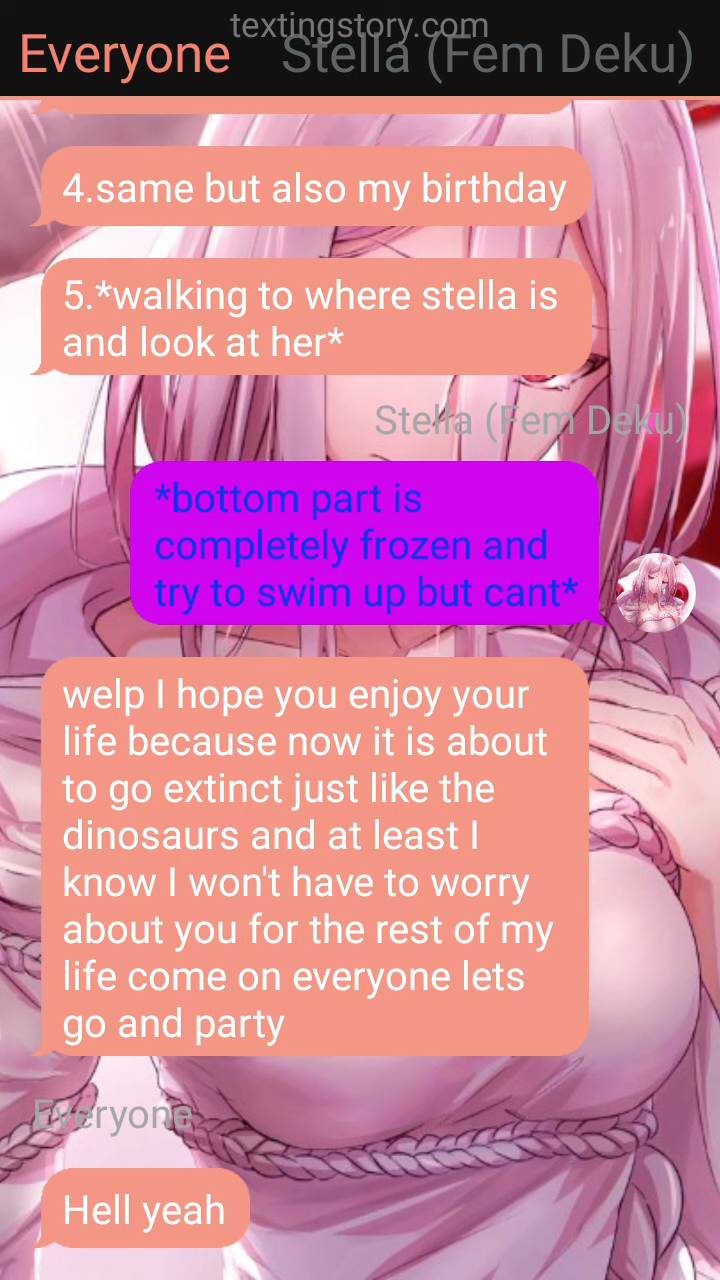 textingstory.com
Everyone Stella (Fem Deku)
4.same but also my birthday
5.*walking to where stella is
and look at her*
Stella (Fem Deku)
*bottom part is
completely frozen and
try to swim up but cant*
welp I hope you enjoy your
life because now it is about
to go extinct just like the
dinosaurs and at least I
know I won't have to worry
about you for the rest of my
life come on everyone lets
go and party
Everyone
Hell yeah